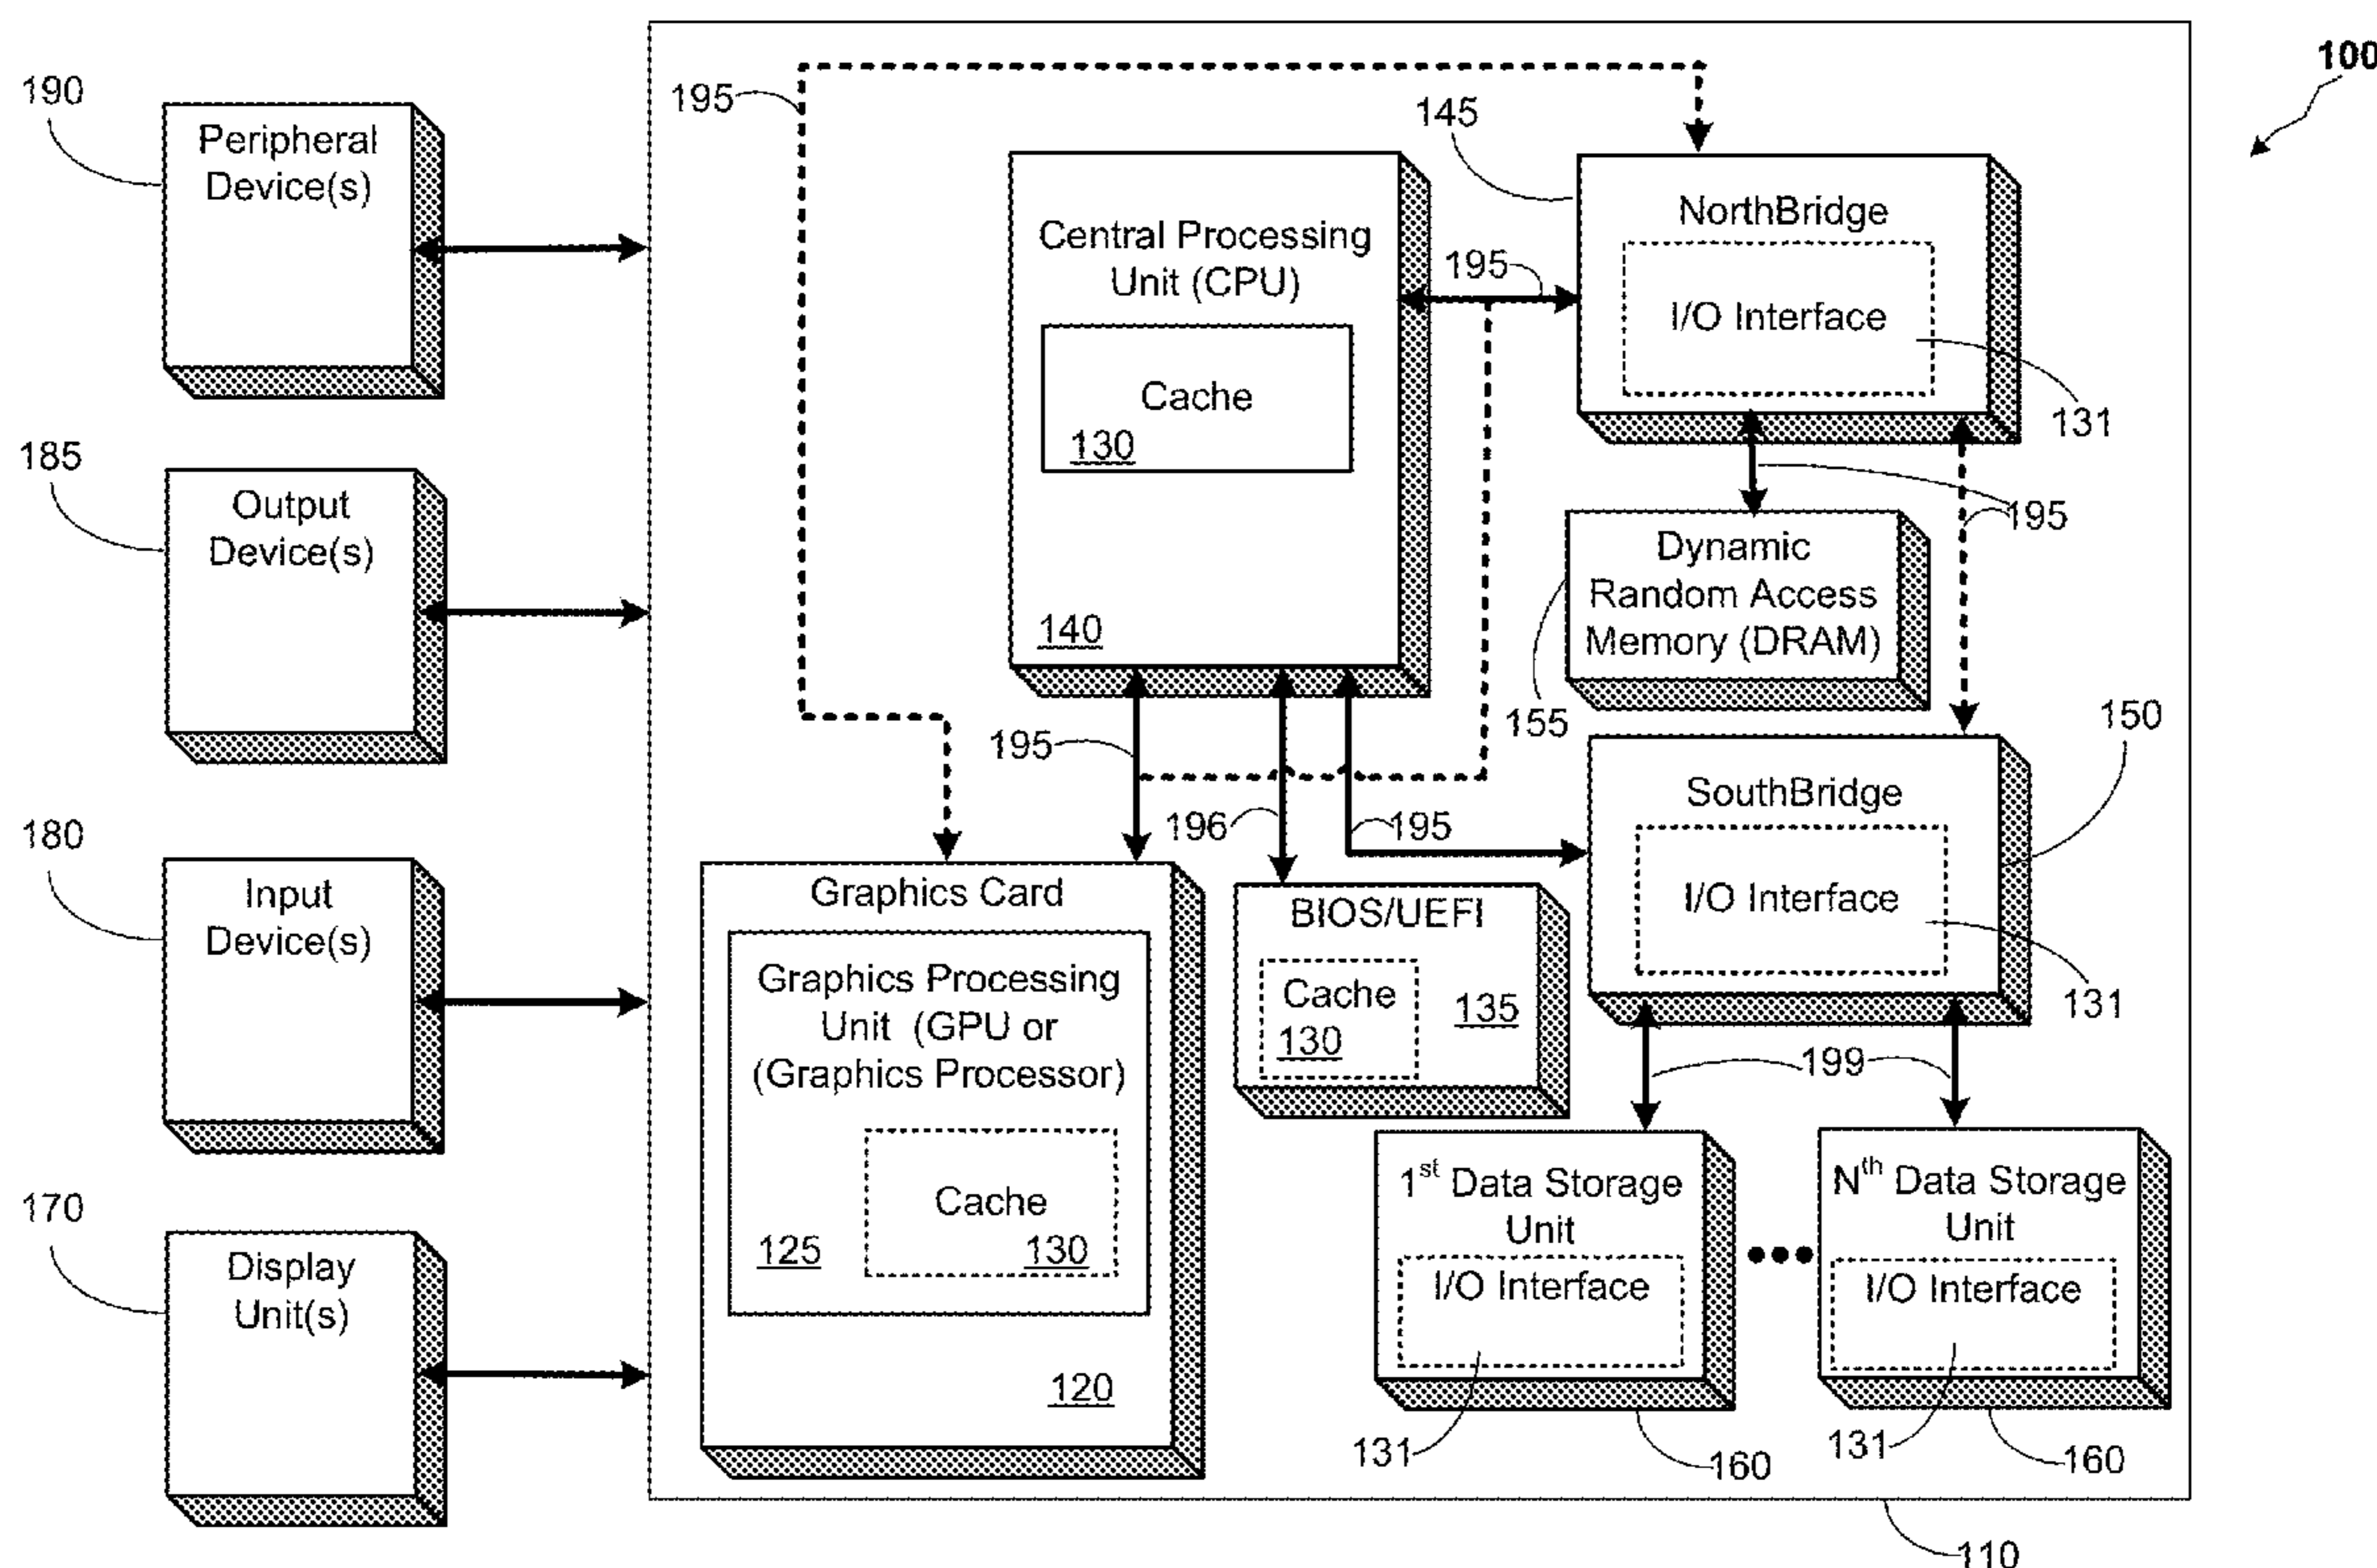 100
190
Peripheral
Device(s)
185
Output
Device(s)
180
Input
Device(s)
170
Display
Unit(s)
195
145
Central Processing
Unit (CPU)
Cache
130
140
195
NorthBridge
I/O Interface
131
195
Dynamic
Random Access
Memory (DRAM)
155
150
195
196
195
SouthBridge
I/O Interface
131
Graphics Card
Graphics Processing
Unit (GPU or
(Graphics Processor)
Cache
125
130
120
BIOS/UEFI
Cache
130
135
199
1st Data Storage
Unit
I/O Interface
131
160
Nth Data Storage
Unit
I/O Interface
131
160
110